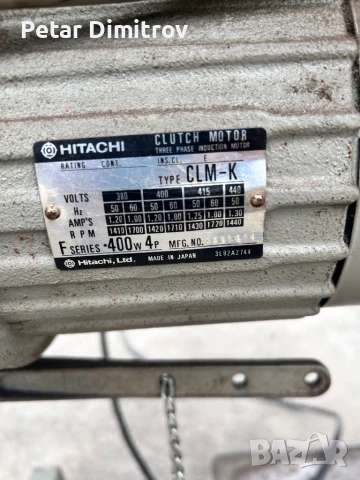 Petar Dimitrov
HITACHI CLUTCH MOTOR
THREE PHASE INDUCTION MOTOR
RATING CONT. INS.CL. E
TYPE CLM-K
VOLTS 380 400 415 440
Hz 50 60 50 60 50 60 50 60
AMP'S 1.20 1.00 1.20 1.00 1.25 1.00 1.30
RPM 1410 1700 1420 1710 1430 1720 1440
F SERIES · 400W 4P MFG.NO.
Hitachi, Ltd. MADE IN JAPAN 3L92A2744
BAZAR